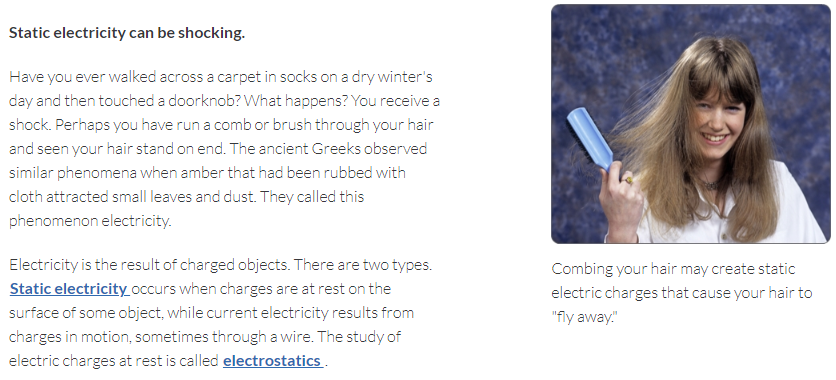 Static electricity can be shocking.
Have you ever walked across a carpet in socks on a dry winter's
day and then touched a doorknob? What happens? You receive a
shock. Perhaps you have run a comb or brush through your hair
and seen your hair stand on end. The ancient Greeks observed
similar phenomena when amber that had been rubbed with
cloth attracted small leaves and dust. They called this
phenomenon electricity.
Electricity is the result of charged objects. There are two types.
Static electricity occurs when charges are at rest on the
surface of some object, while current electricity results from
charges in motion, sometimes through a wire. The study of
electric charges at rest is called electrostatics .
Combing your hair may create static
electric charges that cause your hair to
"fly away."